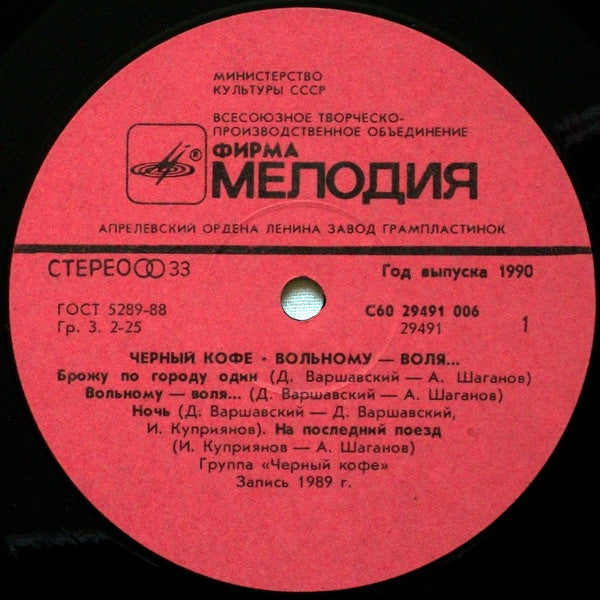 МИНИСТЕРСТВО
КУЛЬТУРЫ СССР
ВСЕСОЮЗНОЕ ТВОРЧЕСКО-
ПРОИЗВОДСТВЕННОЕ ОБЪЕДИНЕНИЕ
®
ФИРМА
МЕЛОДИЯ
АПРЕЛЕВСКИЙ ОРДЕНА ЛЕНИНА ЗАВОД ГРАМПЛАСТИНОК
СТЕРЕО 33
Год выпуска 1990
ГОСТ 5289-88
Гр. 3. 2-25
С60 29491 006
29491
1
ЧЕРНЫЙ КОФЕ • ВОЛЬНОМУ — ВОЛЯ...
Брожу по городу один (Д. Варшавский — А. Шаганов)
Вольному — воля... (Д. Варшавский — А. Шаганов)
Ночь (Д. Варшавский — Д. Варшавский,
И. Куприянов). На последний поезд
(И. Куприянов — А. Шаганов)
Группа «Черный кофе»
Запись 1989 г.